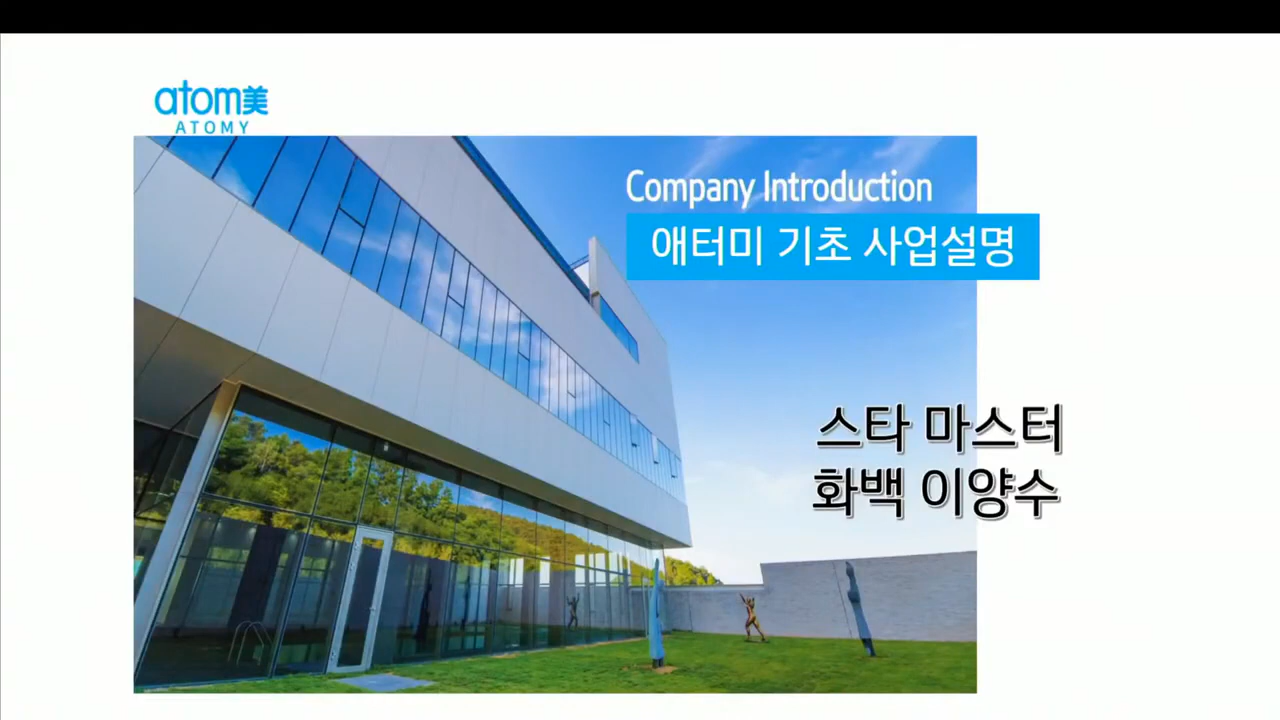 atom美
ATOMY
Company Introduction
애터미 기초 사업설명
스타 마스터
화백 이양수